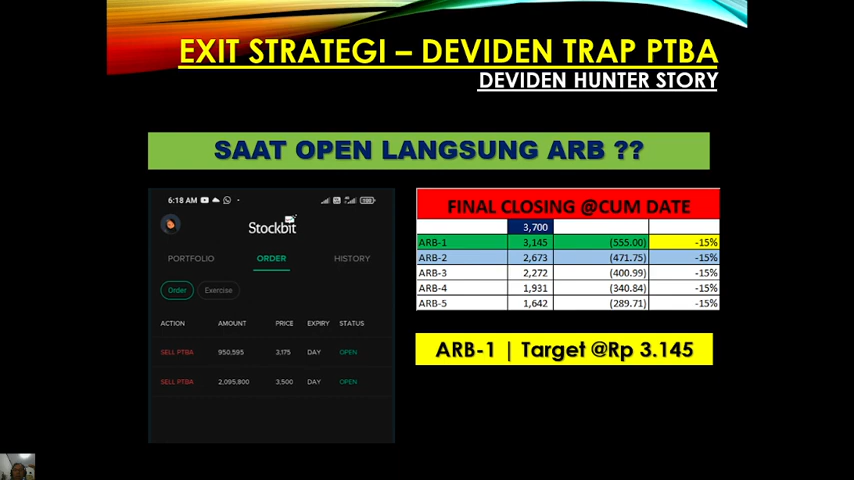 EXIT STRATEGI – DEVIDEN TRAP PTBA
DEVIDEN HUNTER STORY
SAAT OPEN LANGSUNG ARB ??
6:18 AM
Stockbit
PORTFOLIO ORDER HISTORY
Order Exercise
ACTION AMOUNT PRICE EXPIRY STATUS
SELL PTBA 950,595 3,175 DAY OPEN
SELL PTBA 2,095,800 3,500 DAY OPEN
FINAL CLOSING @CUM DATE
3,700
ARB-1 3,145 (555.00) -15%
ARB-2 2,673 (471.75) -15%
ARB-3 2,272 (400.99) -15%
ARB-4 1,931 (340.84) -15%
ARB-5 1,642 (289.71) -15%
ARB-1 | Target @Rp 3.145